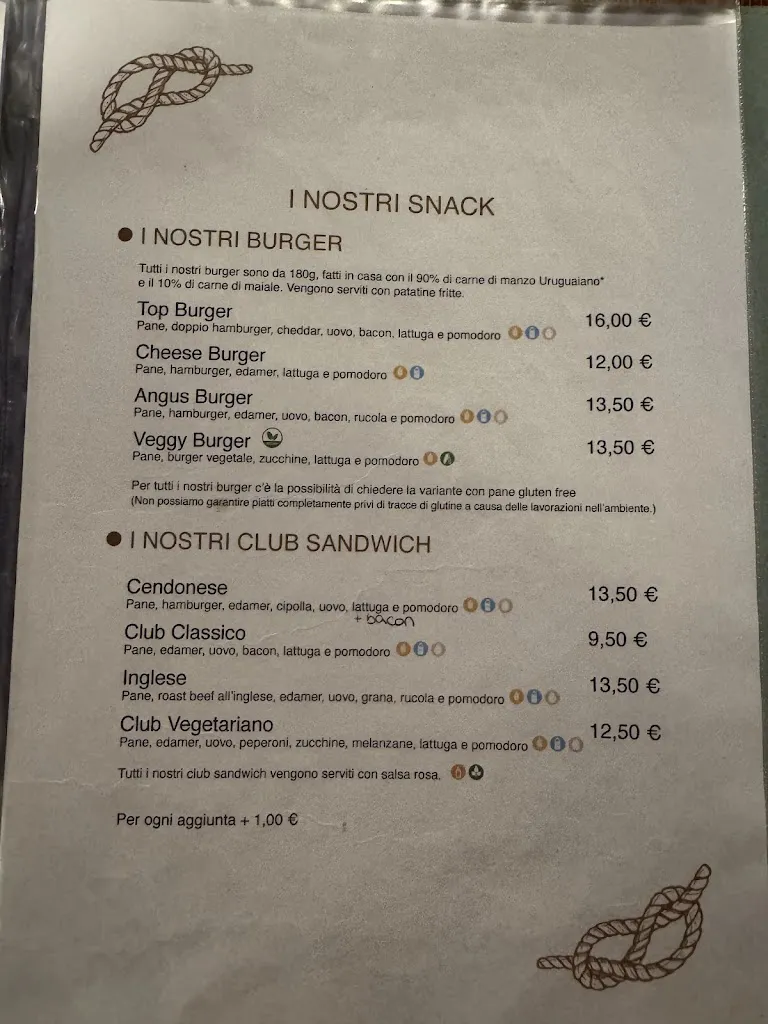 I NOSTRI SNACK
I NOSTRI BURGER
Tutti i nostri burger sono da 180g, fatti in casa con il 90% di carne di manzo Uruguaiano*
e il 10% di carne di maiale. Vengono serviti con patatine fritte.
Top Burger 16,00 €
Pane, doppio hamburger, cheddar, uovo, bacon, lattuga e pomodoro
Cheese Burger 12,00 €
Pane, hamburger, edamer, lattuga e pomodoro
Angus Burger 13,50 €
Pane, hamburger, edamer, uovo, bacon, rucola e pomodoro
Veggy Burger 13,50 €
Pane, burger vegetale, zucchine, lattuga e pomodoro
Per tutti i nostri burger c'è la possibilità di chiedere la variante con pane gluten free
(Non possiamo garantire piatti completamente privi di tracce di glutine a causa delle lavorazioni nell'ambiente.)
I NOSTRI CLUB SANDWICH
Cendonese 13,50 €
Pane, hamburger, edamer, cipolla, uovo, lattuga e pomodoro
+ bacon
Club Classico 9,50 €
Pane, edamer, uovo, bacon, lattuga e pomodoro
Inglese 13,50 €
Pane, roast beef all'inglese, edamer, uovo, grana, rucola e pomodoro
Club Vegetariano 12,50 €
Pane, edamer, uovo, peperoni, zucchine, melanzane, lattuga e pomodoro
Tutti i nostri club sandwich vengono serviti con salsa rosa.
Per ogni aggiunta + 1,00 €